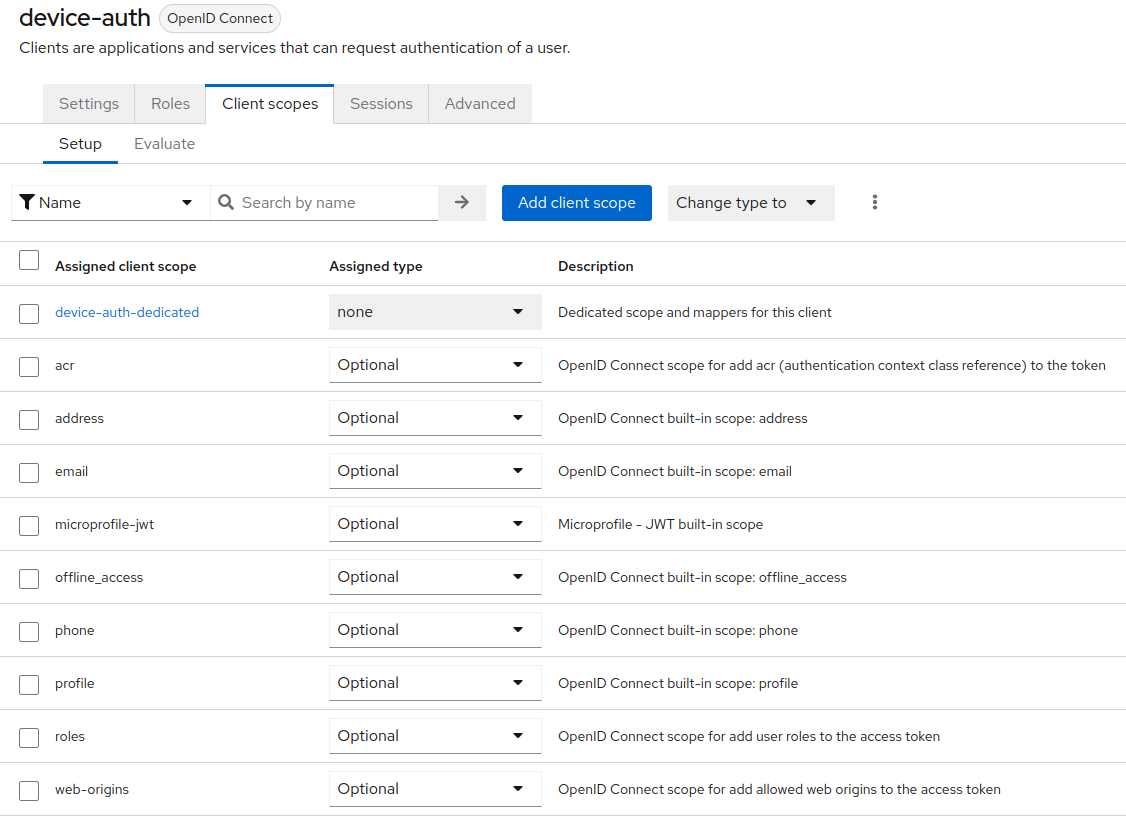 device-auth OpenID Connect
Clients are applications and services that can request authentication of a user.
Settings Roles Client scopes Sessions Advanced
Setup Evaluate
Name Search by name Add client scope Change type to
Assigned client scope Assigned type Description
device-auth-dedicated none Dedicated scope and mappers for this client
acr Optional OpenID Connect scope for add acr (authentication context class reference) to the token
address Optional OpenID Connect built-in scope: address
email Optional OpenID Connect built-in scope: email
microprofile-jwt Optional Microprofile - JWT built-in scope
offline_access Optional OpenID Connect built-in scope: offline_access
phone Optional OpenID Connect built-in scope: phone
profile Optional OpenID Connect built-in scope: profile
roles Optional OpenID Connect scope for add user roles to the access token
web-origins Optional OpenID Connect scope for add allowed web origins to the access token